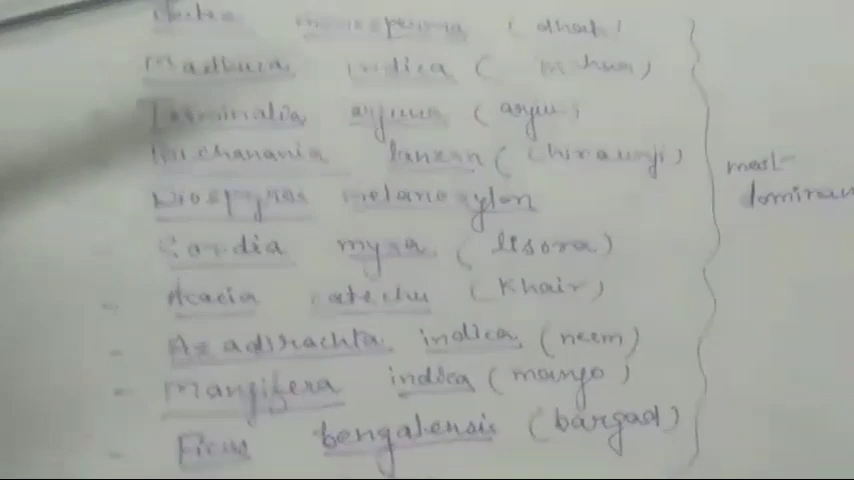 Madhuca indica (mhua)
Terminalia arjuna (arjun)
Buchanania lanzan (chiraunji)
Diospyros melanoxylon
Cordia myxa (lisora)
- Acacia catechu (Khair)
- Azadirachta indica (neem)
- Mangifera indica (mango)
- Ficus bengalensis (bargad)
most-
dominan